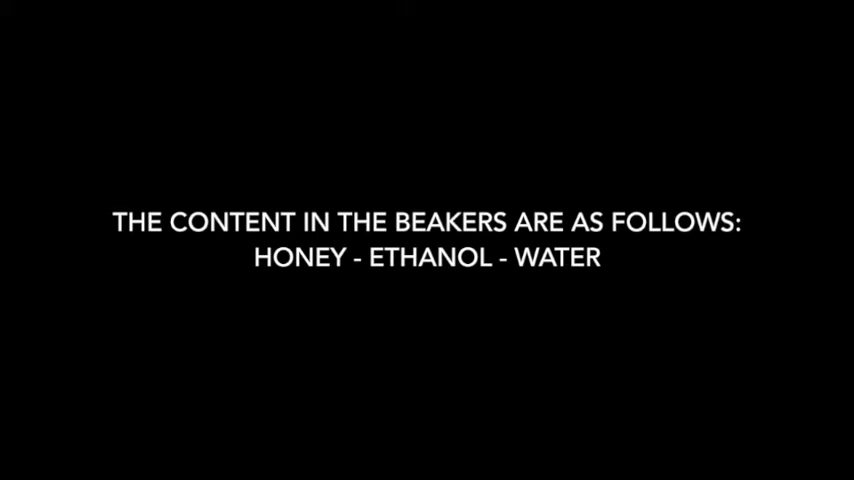 THE CONTENT IN THE BEAKERS ARE AS FOLLOWS:
HONEY - ETHANOL - WATER